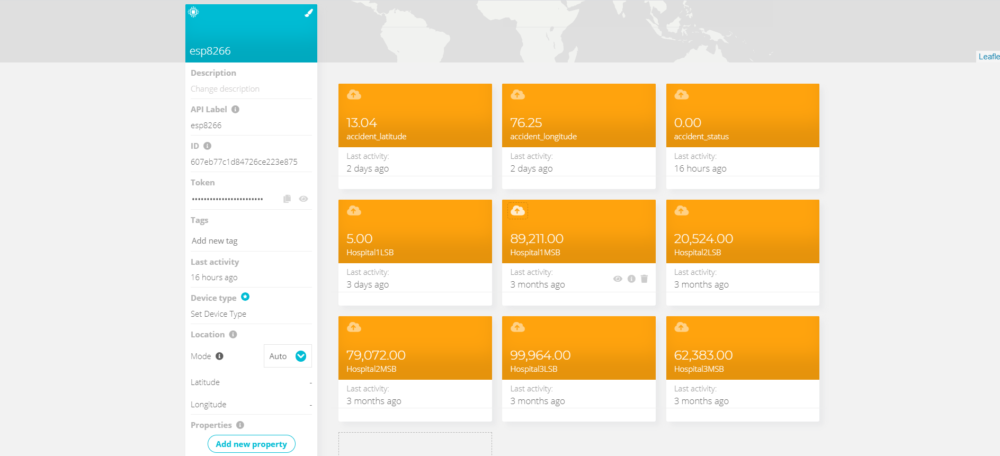 esp8266
Description
Change description
API Label
esp8266
ID
607eb77c1d84726ce223e875
Token
••••••••••••••••••••••••
Tags
Add new tag
Last activity
16 hours ago
Device type
Set Device Type
Location
Mode
Auto
Latitude -
Longitude -
Properties
Add new property
Leafle
13.04
accident_latitude
Last activity:
2 days ago
76.25
accident_longitude
Last activity:
2 days ago
0.00
accident_status
Last activity:
16 hours ago
5.00
Hospital1LSB
Last activity:
3 days ago
89,211.00
Hospital1MSB
Last activity:
3 months ago
20,524.00
Hospital2LSB
Last activity:
3 months ago
79,072.00
Hospital2MSB
Last activity:
3 months ago
99,964.00
Hospital3LSB
Last activity:
3 months ago
62,383.00
Hospital3MSB
Last activity:
3 months ago